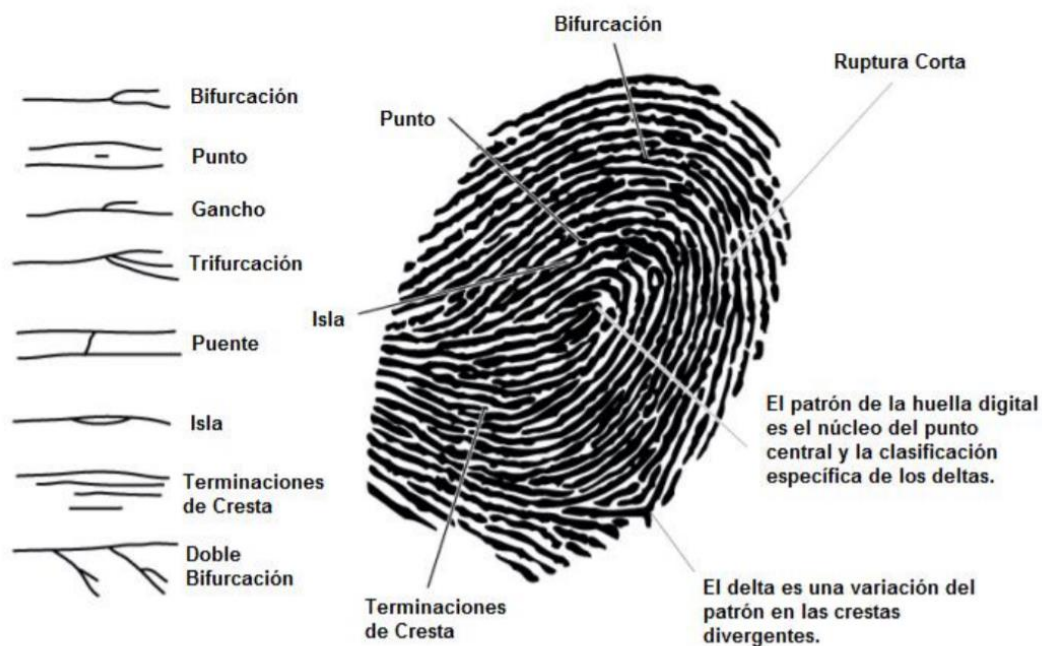 Bifurcación
Punto
Gancho
Trifurcación
Puente
Isla
Terminaciones
de Cresta
Doble
Bifurcación
Bifurcación
Ruptura Corta
Punto
Isla
El patrón de la huella digital
es el núcleo del punto
central y la clasificación
específica de los deltas.
El delta es una variación del
patrón en las crestas
divergentes.
Terminaciones
de Cresta